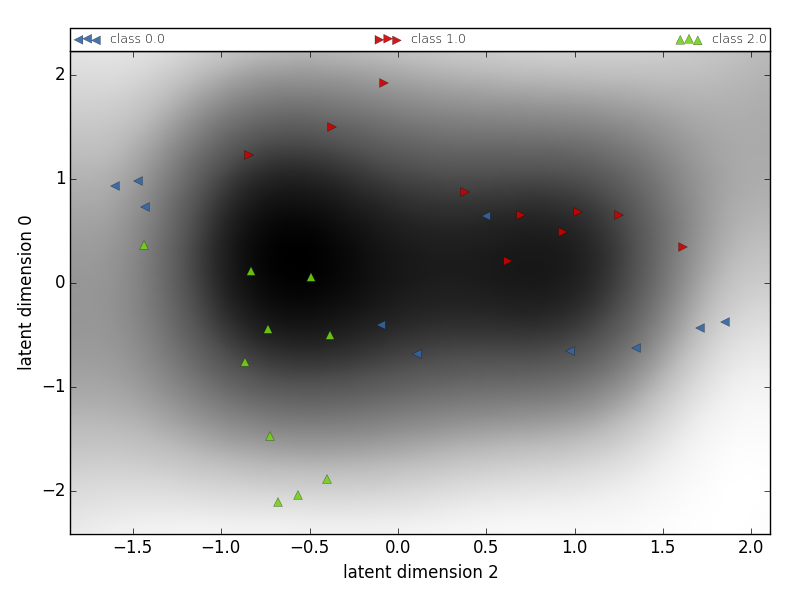 class 0.0 class 1.0 class 2.0
2
1
0
−1
−2
latent dimension 0
−1.5 −1.0 −0.5 0.0 0.5 1.0 1.5 2.0
latent dimension 2